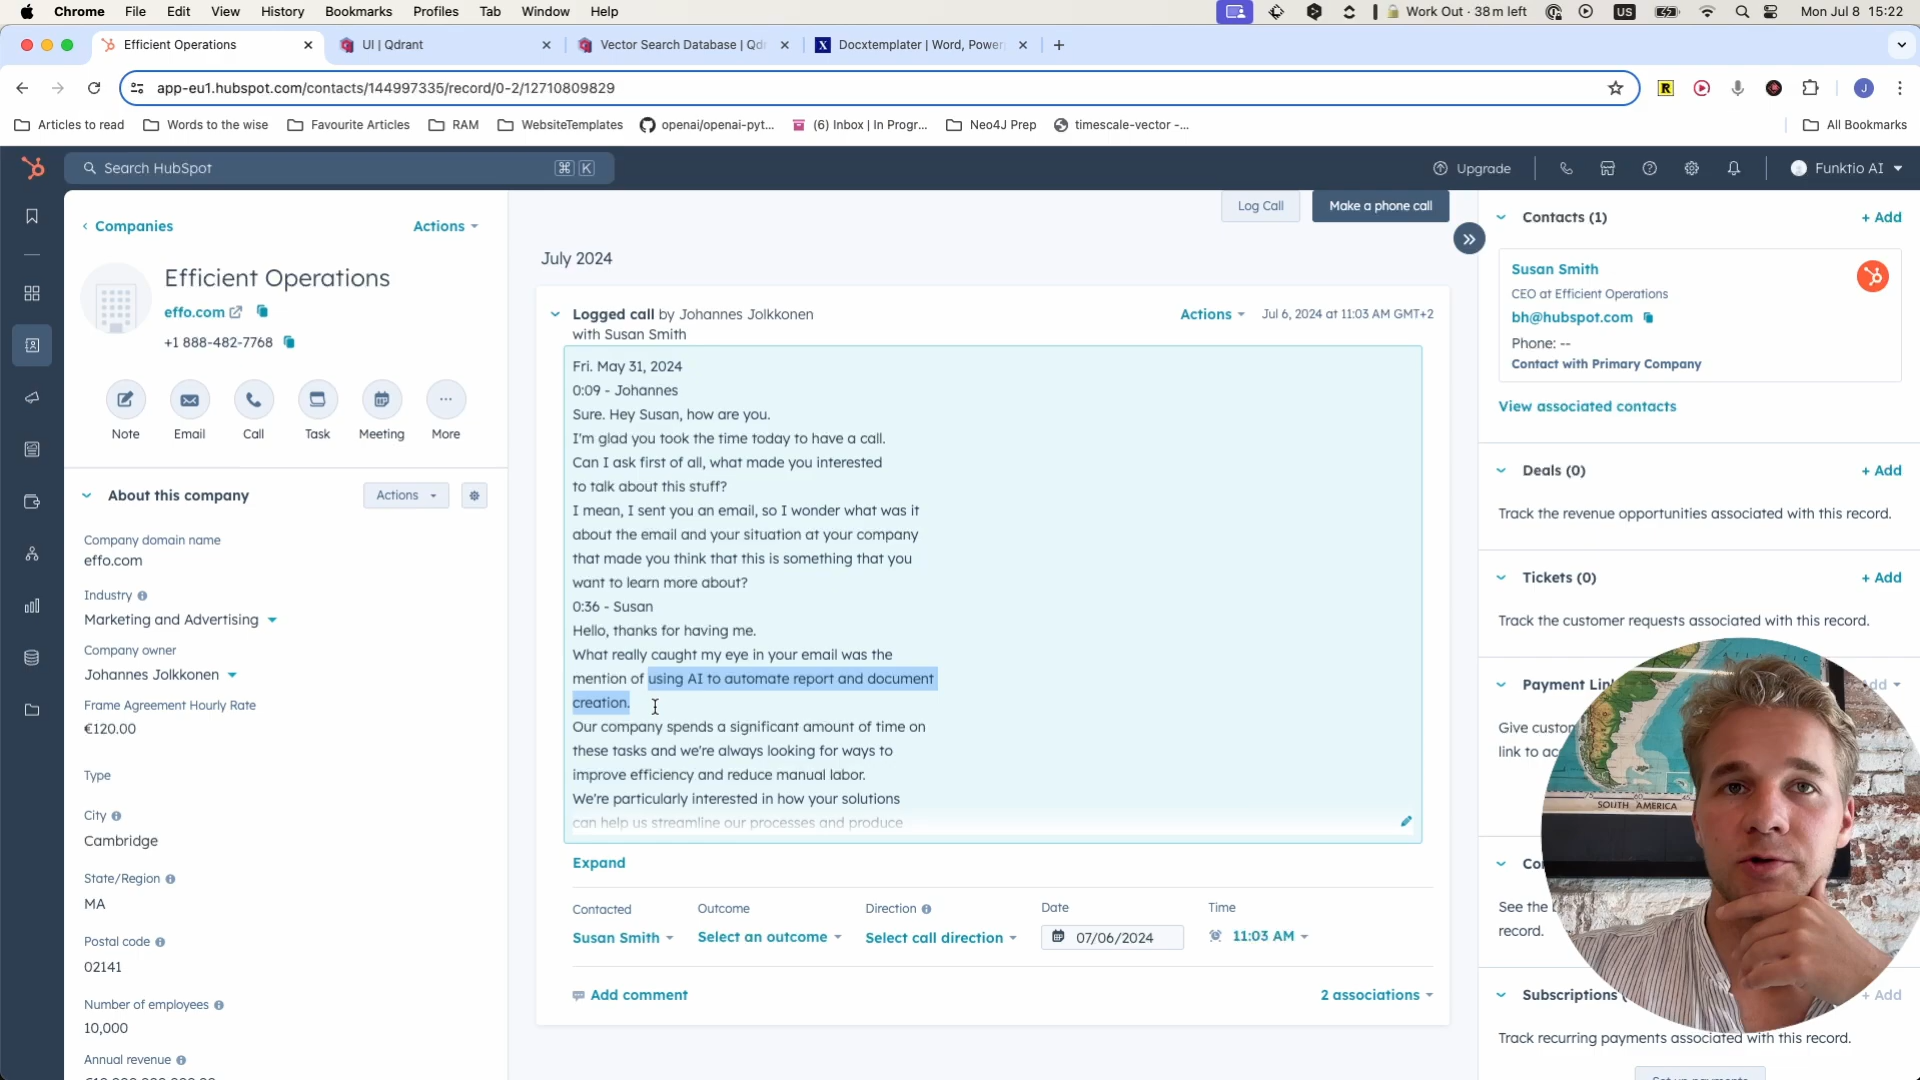 Chrome File Edit View History Bookmarks Profiles Tab Window Help
Work Out · 38 m left US Mon Jul 8 15:22
Efficient Operations
UI | Qdrant
Vector Search Database | Qd
Docxtemplater | Word, Power
app-eu1.hubspot.com/contacts/144997335/record/0-2/12710809829
R J
Articles to read Words to the wise Favourite Articles RAM WebsiteTemplates openai/openai-pyt... (6) Inbox | In Progr... Neo4J Prep timescale-vector -... All Bookmarks
Search HubSpot ⌘ K
Upgrade Funktio AI
Companies
Actions
Efficient Operations
effo.com
+1 888-482-7768
Note Email Call Task Meeting More
About this company
Actions
Company domain name
effo.com
Industry
Marketing and Advertising
Company owner
Johannes Jolkkonen
Frame Agreement Hourly Rate
€120.00
Type
City
Cambridge
State/Region
MA
Postal code
02141
Number of employees
10,000
Annual revenue
Log Call Make a phone call
July 2024
Logged call by Johannes Jolkkonen
with Susan Smith
Actions Jul 6, 2024 at 11:03 AM GMT+2
Fri. May 31, 2024
0:09 - Johannes
Sure. Hey Susan, how are you.
I'm glad you took the time today to have a call.
Can I ask first of all, what made you interested
to talk about this stuff?
I mean, I sent you an email, so I wonder what was it
about the email and your situation at your company
that made you think that this is something that you
want to learn more about?
0:36 - Susan
Hello, thanks for having me.
What really caught my eye in your email was the
mention of using AI to automate report and document
creation.
Our company spends a significant amount of time on
these tasks and we're always looking for ways to
improve efficiency and reduce manual labor.
We're particularly interested in how your solutions
can help us streamline our processes and produce
Expand
Contacted Outcome Direction Date Time
Susan Smith Select an outcome Select call direction 07/06/2024 11:03 AM
Add comment
2 associations
Contacts (1)
+ Add
Susan Smith
CEO at Efficient Operations
bh@hubspot.com
Phone: --
Contact with Primary Company
View associated contacts
Deals (0)
+ Add
Track the revenue opportunities associated with this record.
Tickets (0)
+ Add
Track the customer requests associated with this record.
Payment
Give
link to
See the
record.
SOUTH AMERICA
Subscriptions
+ Add
Track recurring payments associated with this record.